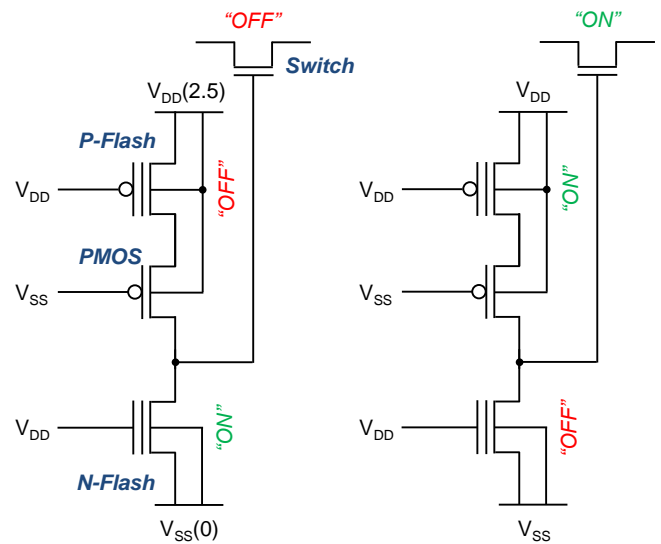 “OFF”
Switch
VDD(2.5)
P-Flash
VDD
“OFF”
PMOS
VSS
VDD
“ON”
N-Flash
VSS(0)
“ON”
VDD
VDD
“ON”
VSS
VDD
“OFF”
VSS